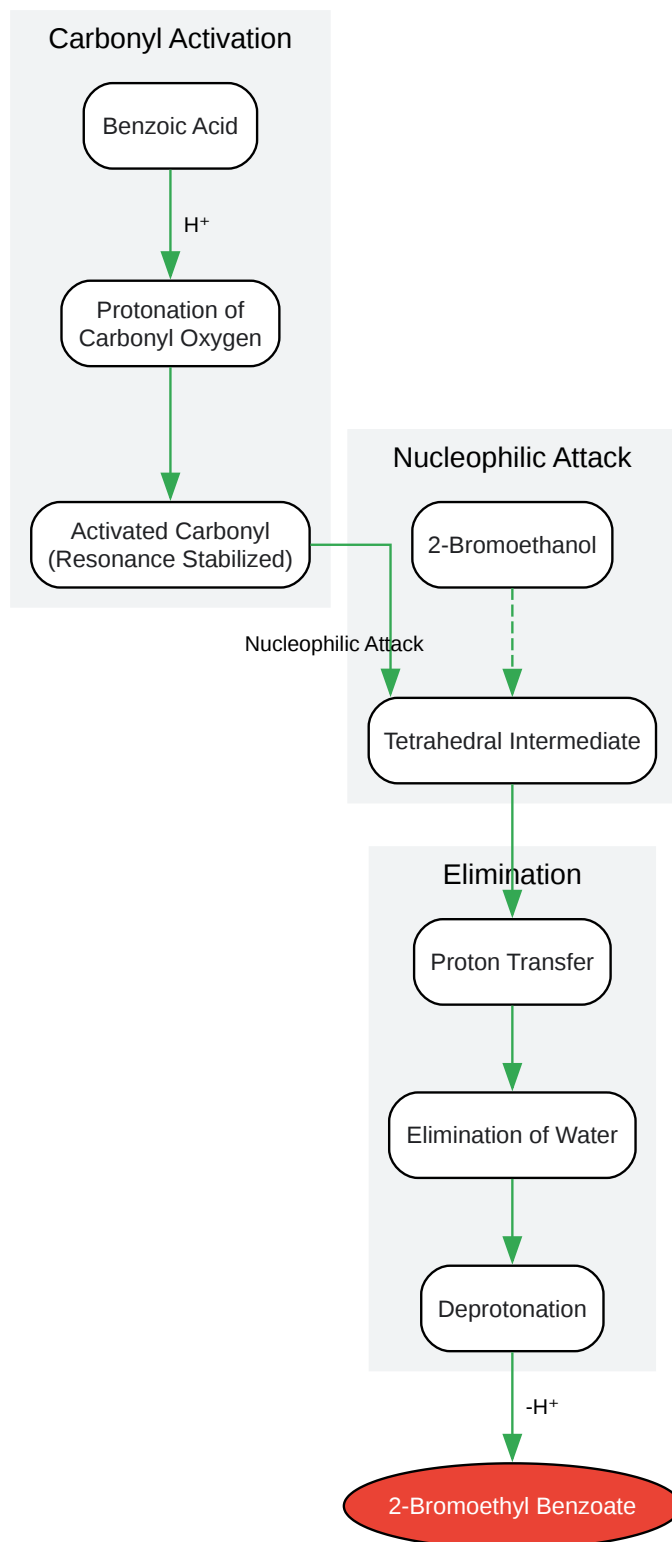 Carbonyl Activation
Benzoic Acid
H⁺
Protonation of
Carbonyl Oxygen
Activated Carbonyl
(Resonance Stabilized)
Nucleophilic Attack
2-Bromoethanol
Nucleophilic Attack
Tetrahedral Intermediate
Elimination
Proton Transfer
Elimination of Water
Deprotonation
-H⁺
2-Bromoethyl Benzoate